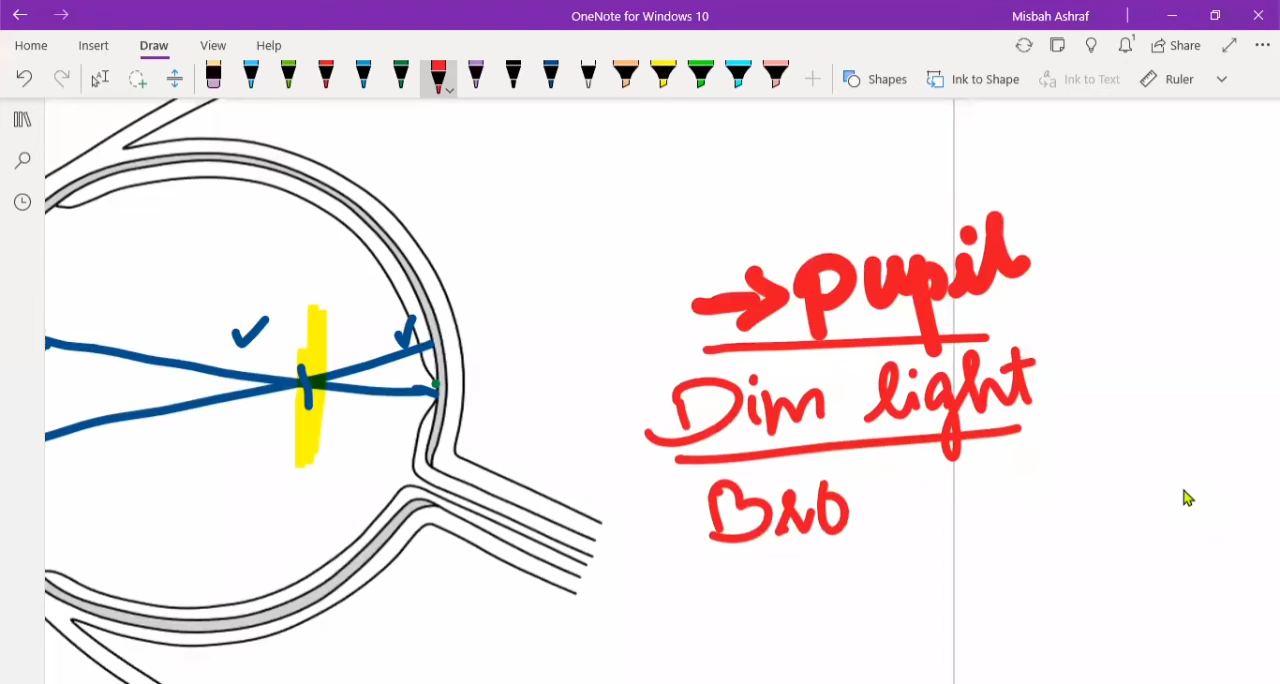 OneNote for Windows 10
Misbah Ashraf
Home Insert Draw View Help
Share
Shapes Ink to Shape Ink to Text Ruler
→ Pupil
Dim light
Bro